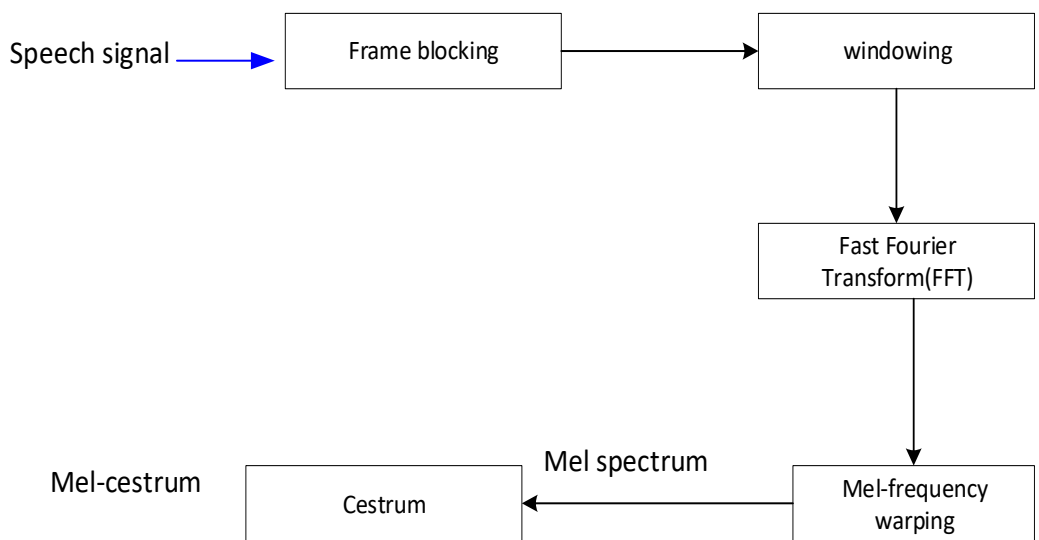 Speech signal
Frame blocking
windowing
Fast Fourier
Transform(FFT)
Mel-frequency
warping
Mel spectrum
Cestrum
Mel-cestrum